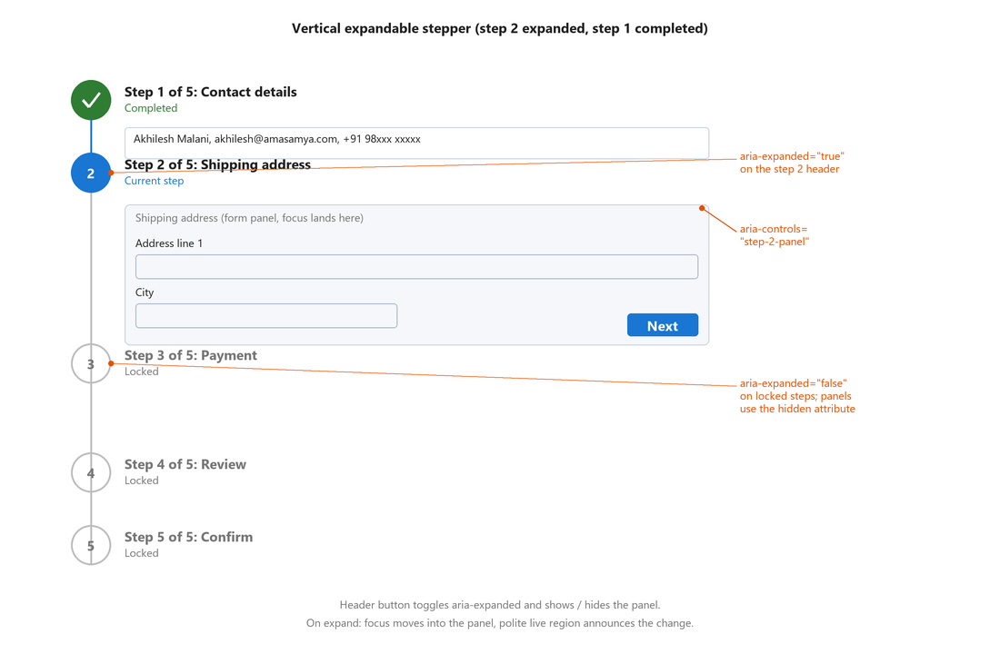 Vertical expandable stepper (step 2 expanded, step 1 completed)
Step 1 of 5: Contact details
Completed
Akhilesh Malani, akhilesh@amasamya.com, +91 98xxx xxxxx
2
Step 2 of 5: Shipping address
Current step
aria-expanded="true"
on the step 2 header
Shipping address (form panel, focus lands here)
aria-controls=
"step-2-panel"
Address line 1
City
Next
3
Step 3 of 5: Payment
Locked
aria-expanded="false"
on locked steps; panels
use the hidden attribute
4
Step 4 of 5: Review
Locked
5
Step 5 of 5: Confirm
Locked
Header button toggles aria-expanded and shows / hides the panel.
On expand: focus moves into the panel, polite live region announces the change.